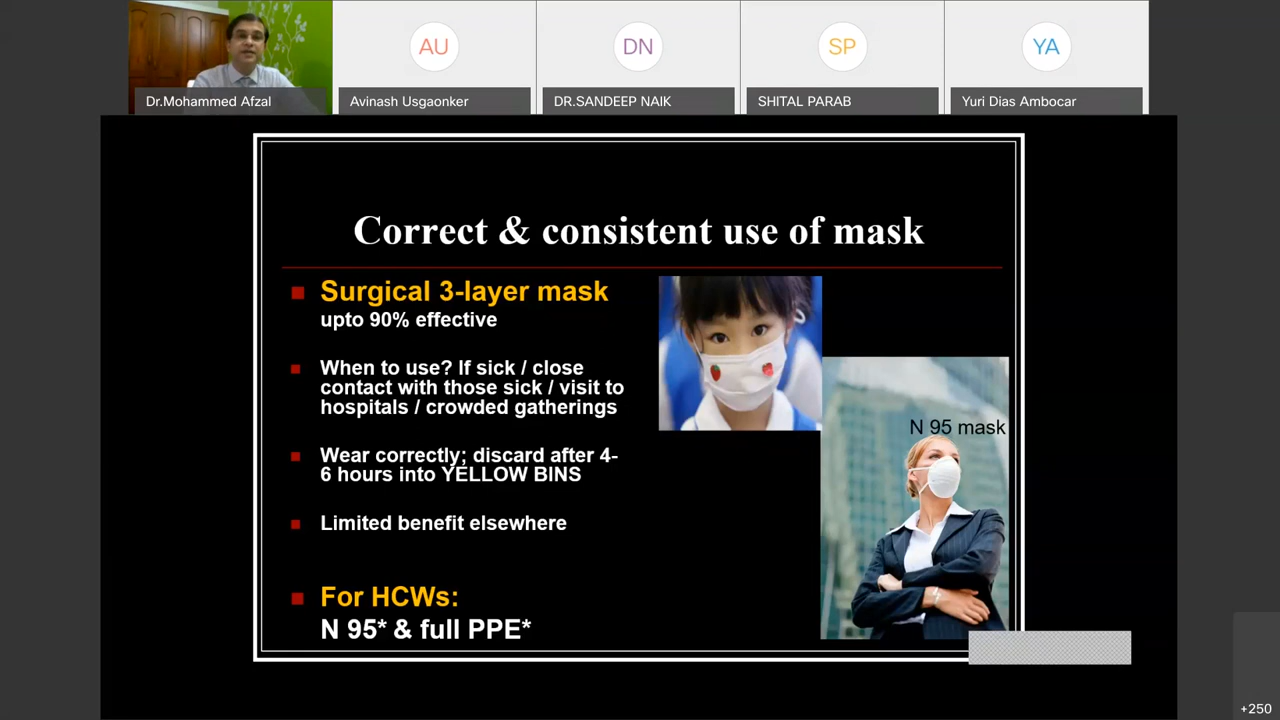 AU
DN
SP
YA
Dr.Mohammed Afzal
Avinash Usgaonker
DR.SANDEEP NAIK
SHITAL PARAB
Yuri Dias Ambocar
Correct & consistent use of mask
Surgical 3-layer mask
upto 90% effective
When to use? If sick / close
contact with those sick / visit to
hospitals / crowded gatherings
N 95 mask
Wear correctly; discard after 4-
6 hours into YELLOW BINS
Limited benefit elsewhere
For HCWs:
N 95* & full PPE*
+250